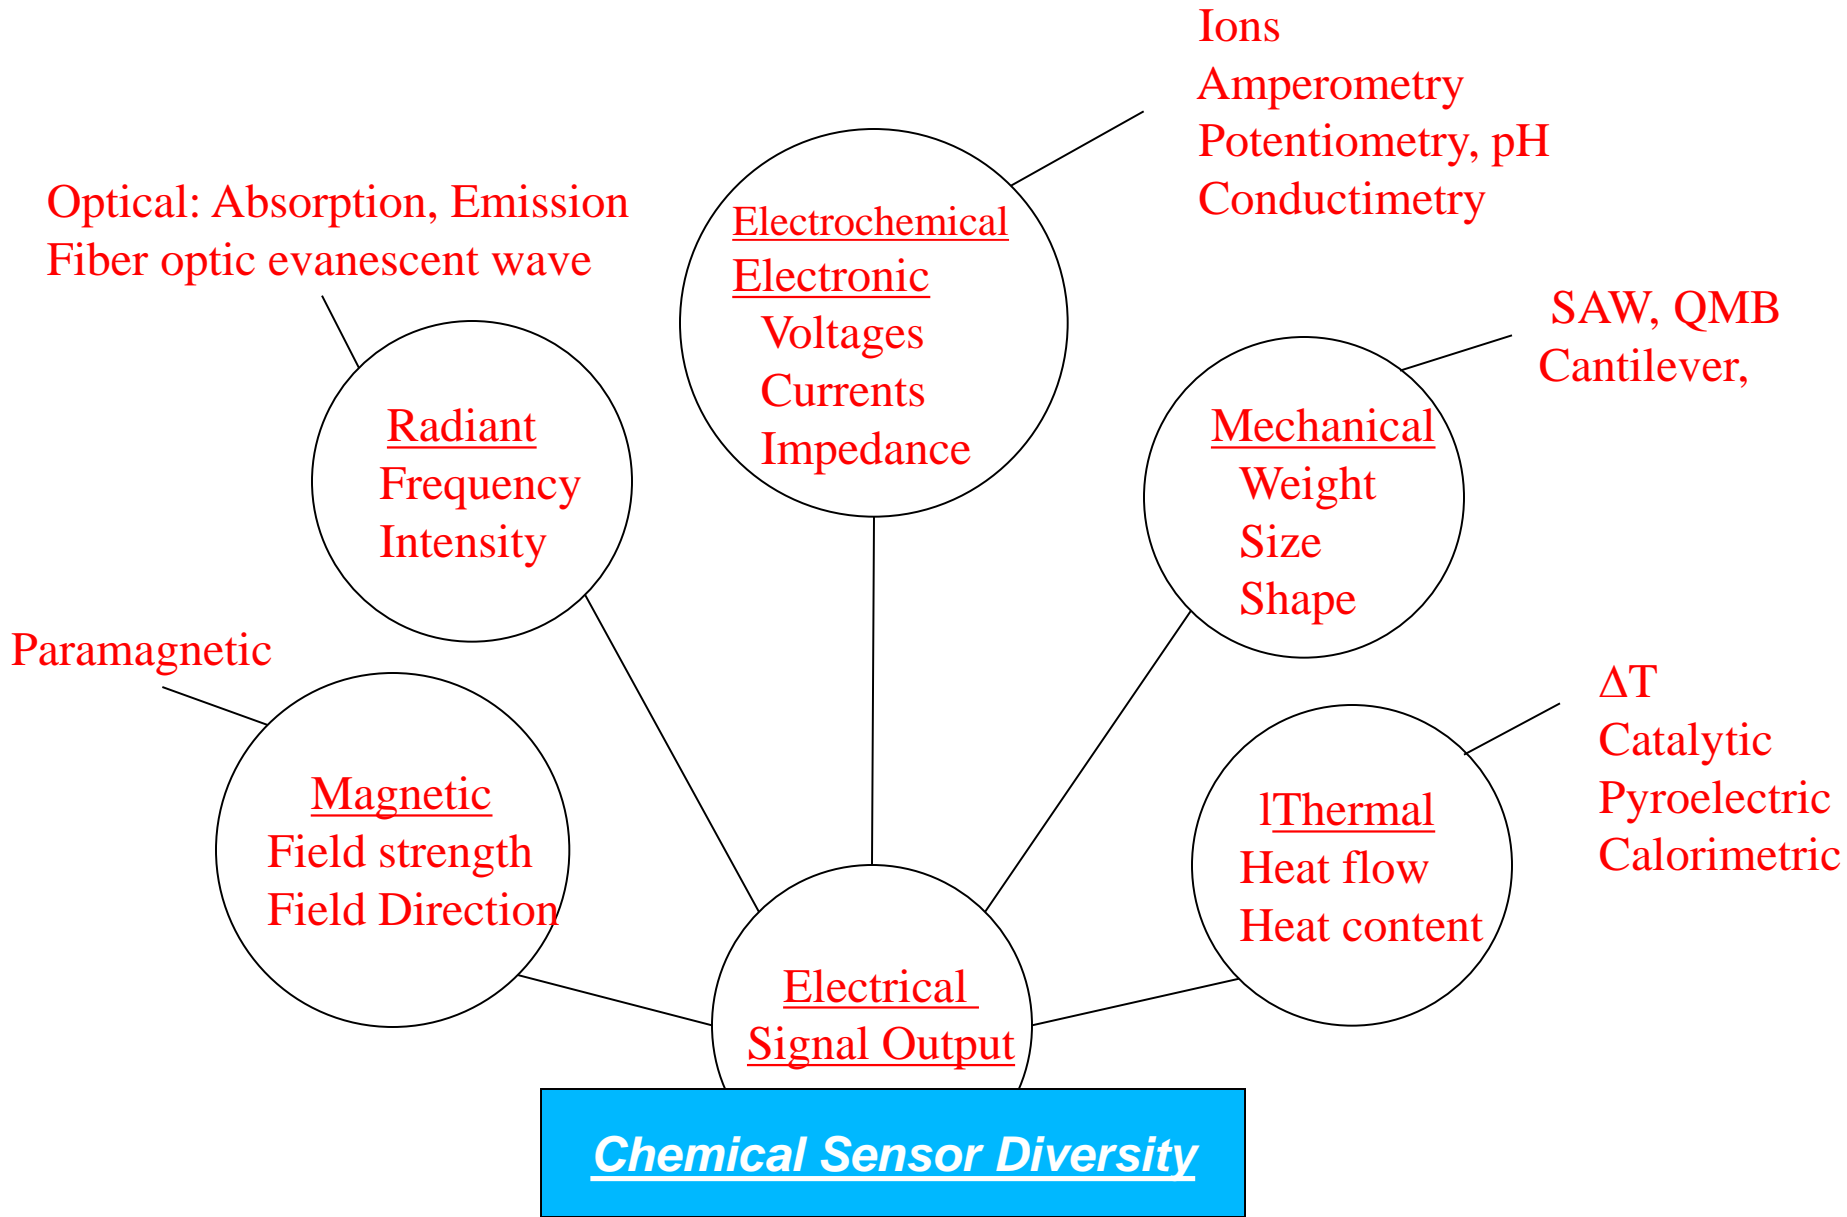 Ions
Amperometry
Potentiometry, pH
Conductimetry
Optical: Absorption, Emission
Fiber optic evanescent wave
Electrochemical
Electronic
Voltages
Currents
Impedance
SAW, QMB
Cantilever,
Radiant
Frequency
Intensity
Mechanical
Weight
Size
Shape
Paramagnetic
Magnetic
Field strength
Field Direction
ΔT
Catalytic
Pyroelectric
Calorimetric
lThermal
Heat flow
Heat content
Electrical
Signal Output
Chemical Sensor Diversity